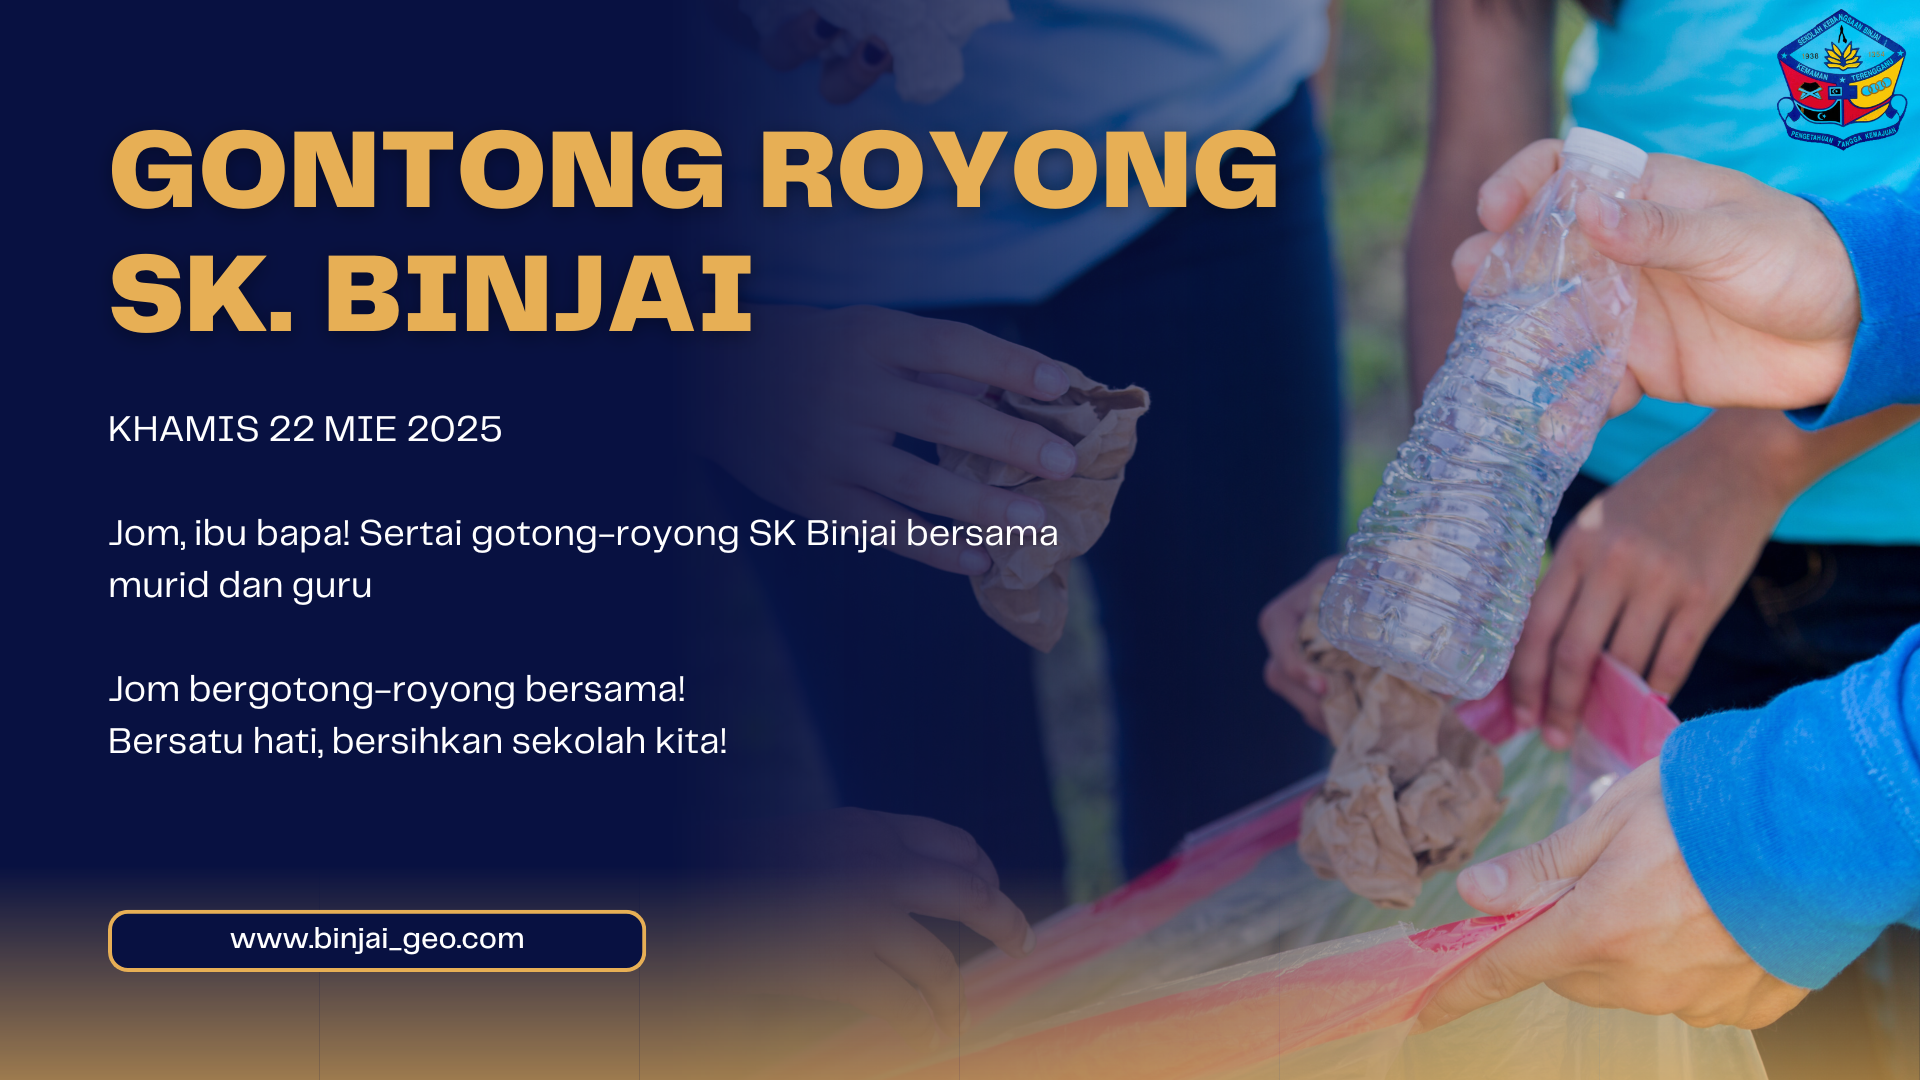 GONTONG ROYONG
SK. BINJAI
KHAMIS 22 MIE 2025
Jom, ibu bapa! Sertai gotong-royong SK Binjai bersama
murid dan guru
Jom bergotong-royong bersama!
Bersatu hati, bersihkan sekolah kita!
www.binjai_geo.com
SEKOLAH KEBANGSAAN BINJAI
KEMAMAN TERENGGANU
PENGETAHUAN TANGGA KEMAJUAN